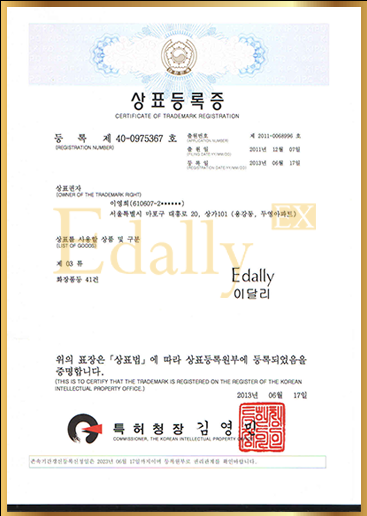 상표등록증
CERTIFICATE OF TRADEMARK REGISTRATION
등 록 제 40-0975367 호
(REGISTRATION NUMBER)
출원번호 제 2011-0068996 호
(APPLICATION NUMBER)
출 원 일 2011년 12월 07일
(FILING DATE:YY/MM/DD)
등 록 일 2013년 06월 17일
(REGISTRATION DATE:YY/MM/DD)
상표권자
(OWNER OF THE TRADEMARK RIGHT)
이영희(610607-2******)
서울특별시 마포구 대흥로 20, 상가101 (용강동, 두영아파트)
상표를 사용할 상품 및 구분
(LIST OF GOODS)
Edally EX
제 03 류
화장품등 41건
Edally
이달리
위의 표장은 「상표법」에 따라 상표등록원부에 등록되었음을
증명합니다.
(THIS IS TO CERTIFY THAT THE TRADEMARK IS REGISTERED ON THE REGISTER OF THE KOREAN
INTELLECTUAL PROPERTY OFFICE.)
2013년 06월 17일
특허청장 김영민
COMMISSIONER, THE KOREAN INTELLECTUAL PROPERTY
존속기간갱신등록신청일은 2023년 06월 17일까지이며 등록원부로 권리관계를 확인바랍니다.